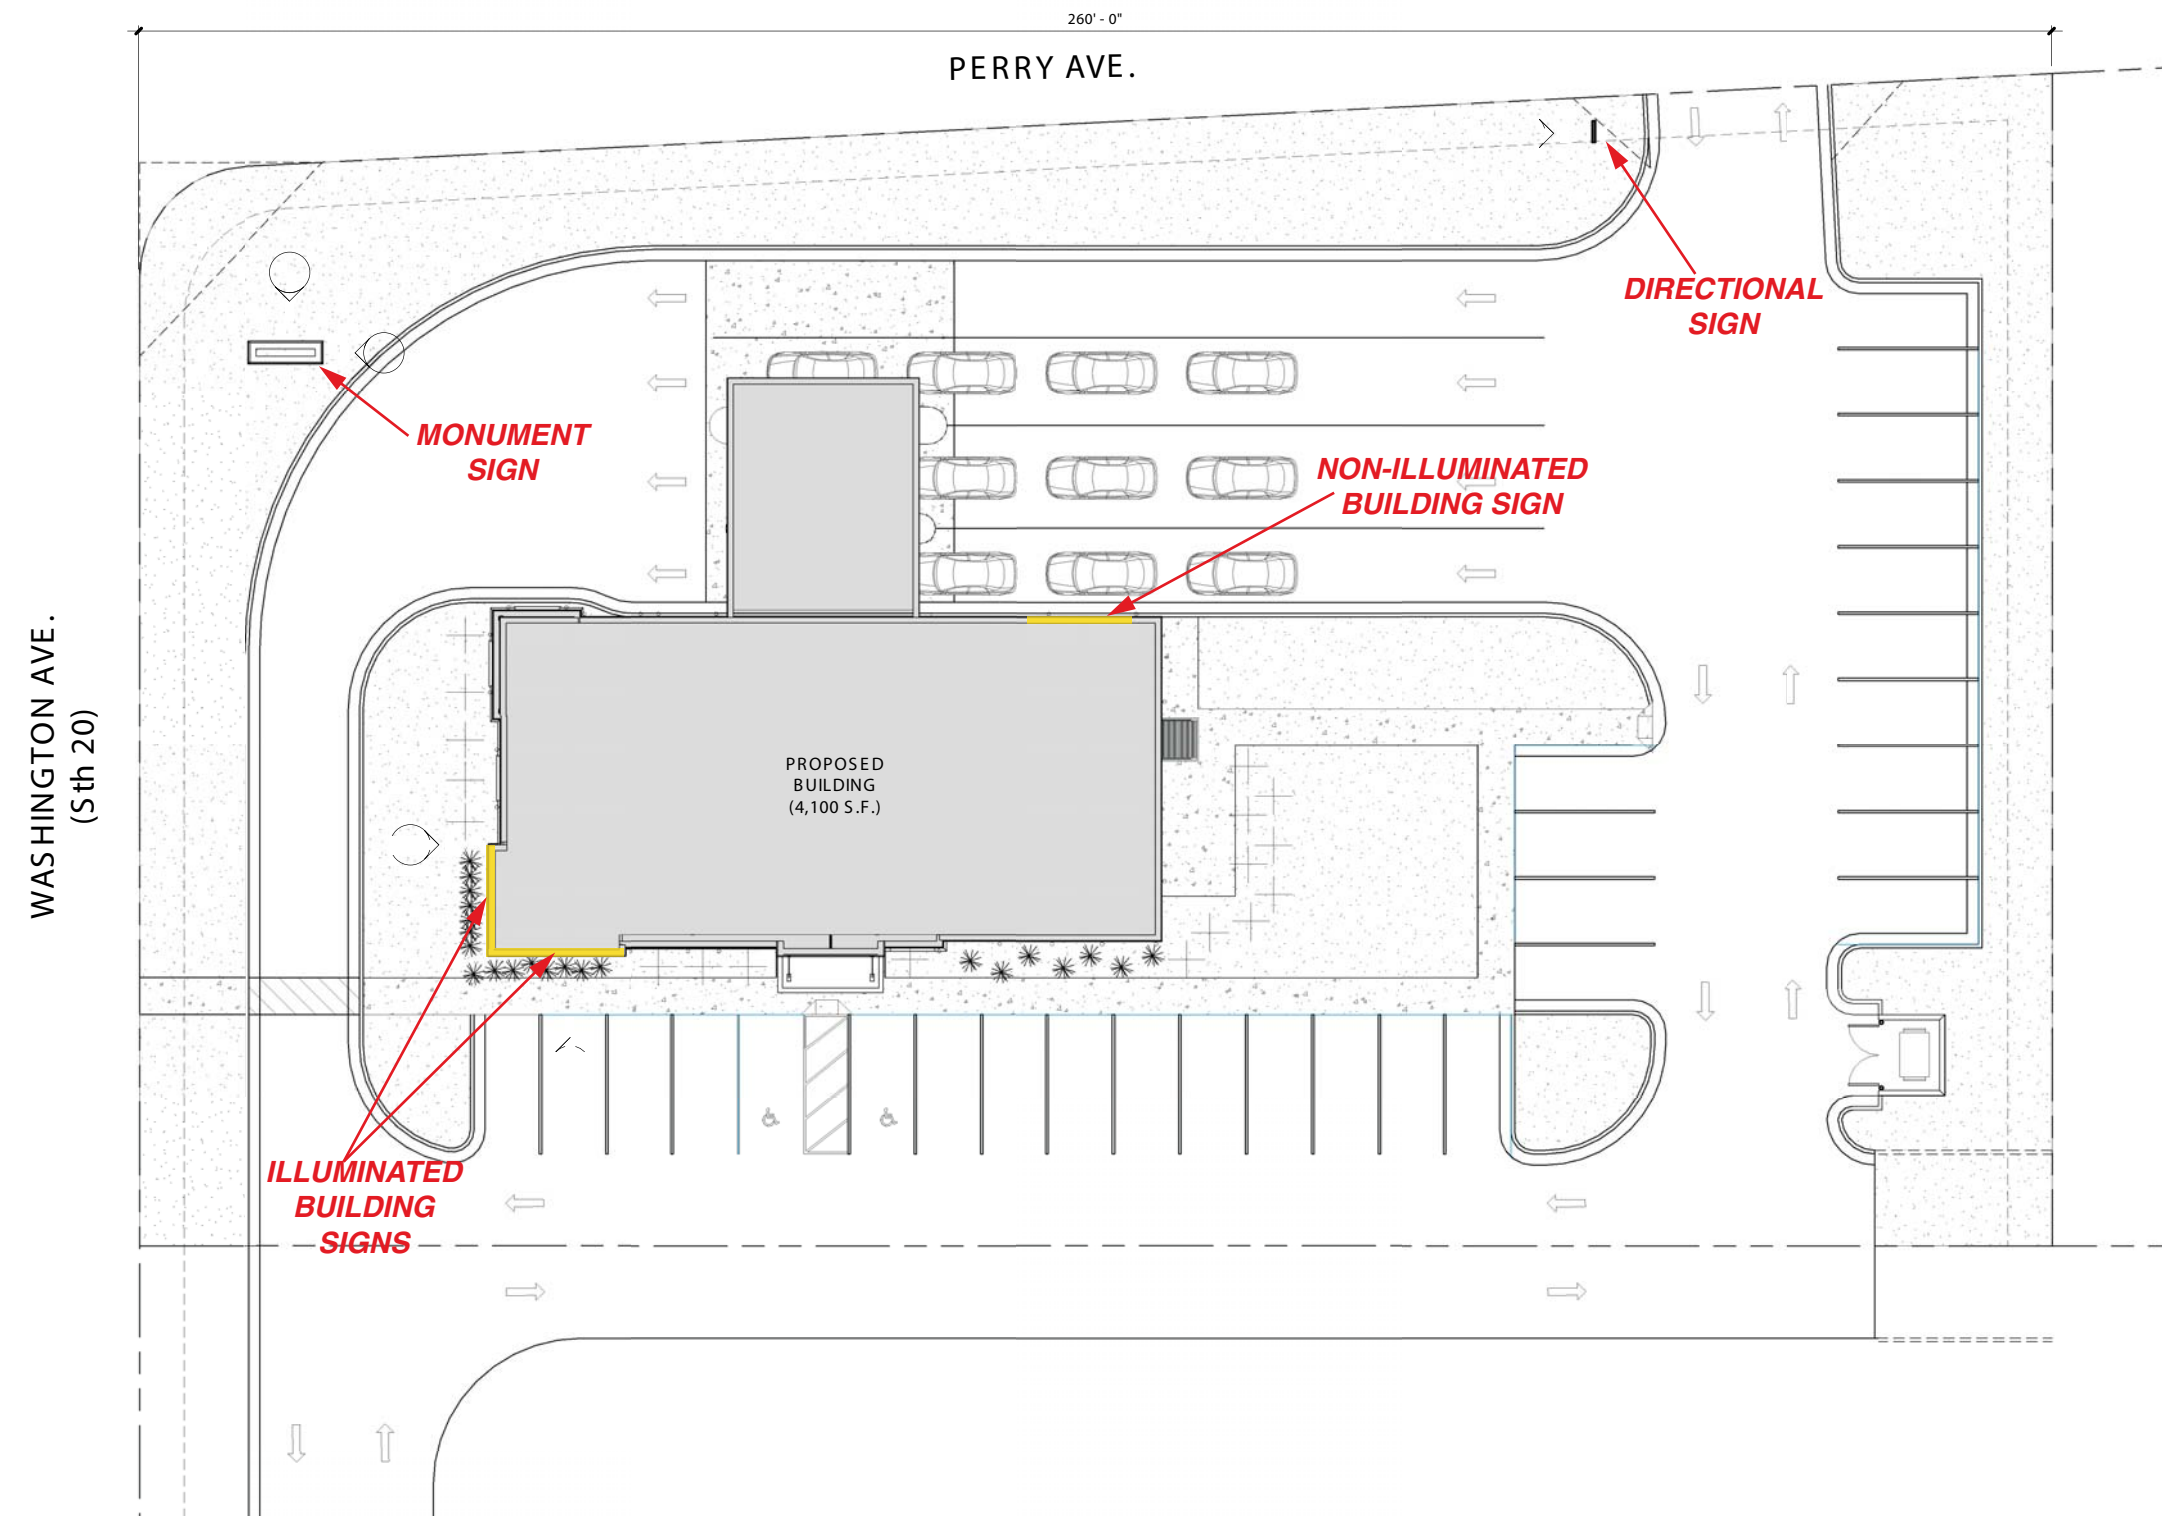 260' - 0"
PERRY AVE.
DIRECTIONAL
SIGN
MONUMENT
SIGN
NON-ILLUMINATED
BUILDING SIGN
WASHINGTON AVE.
(Sth 20)
PROPOSED
BUILDING
(4,100 S.F.)
ILLUMINATED
BUILDING
SIGNS